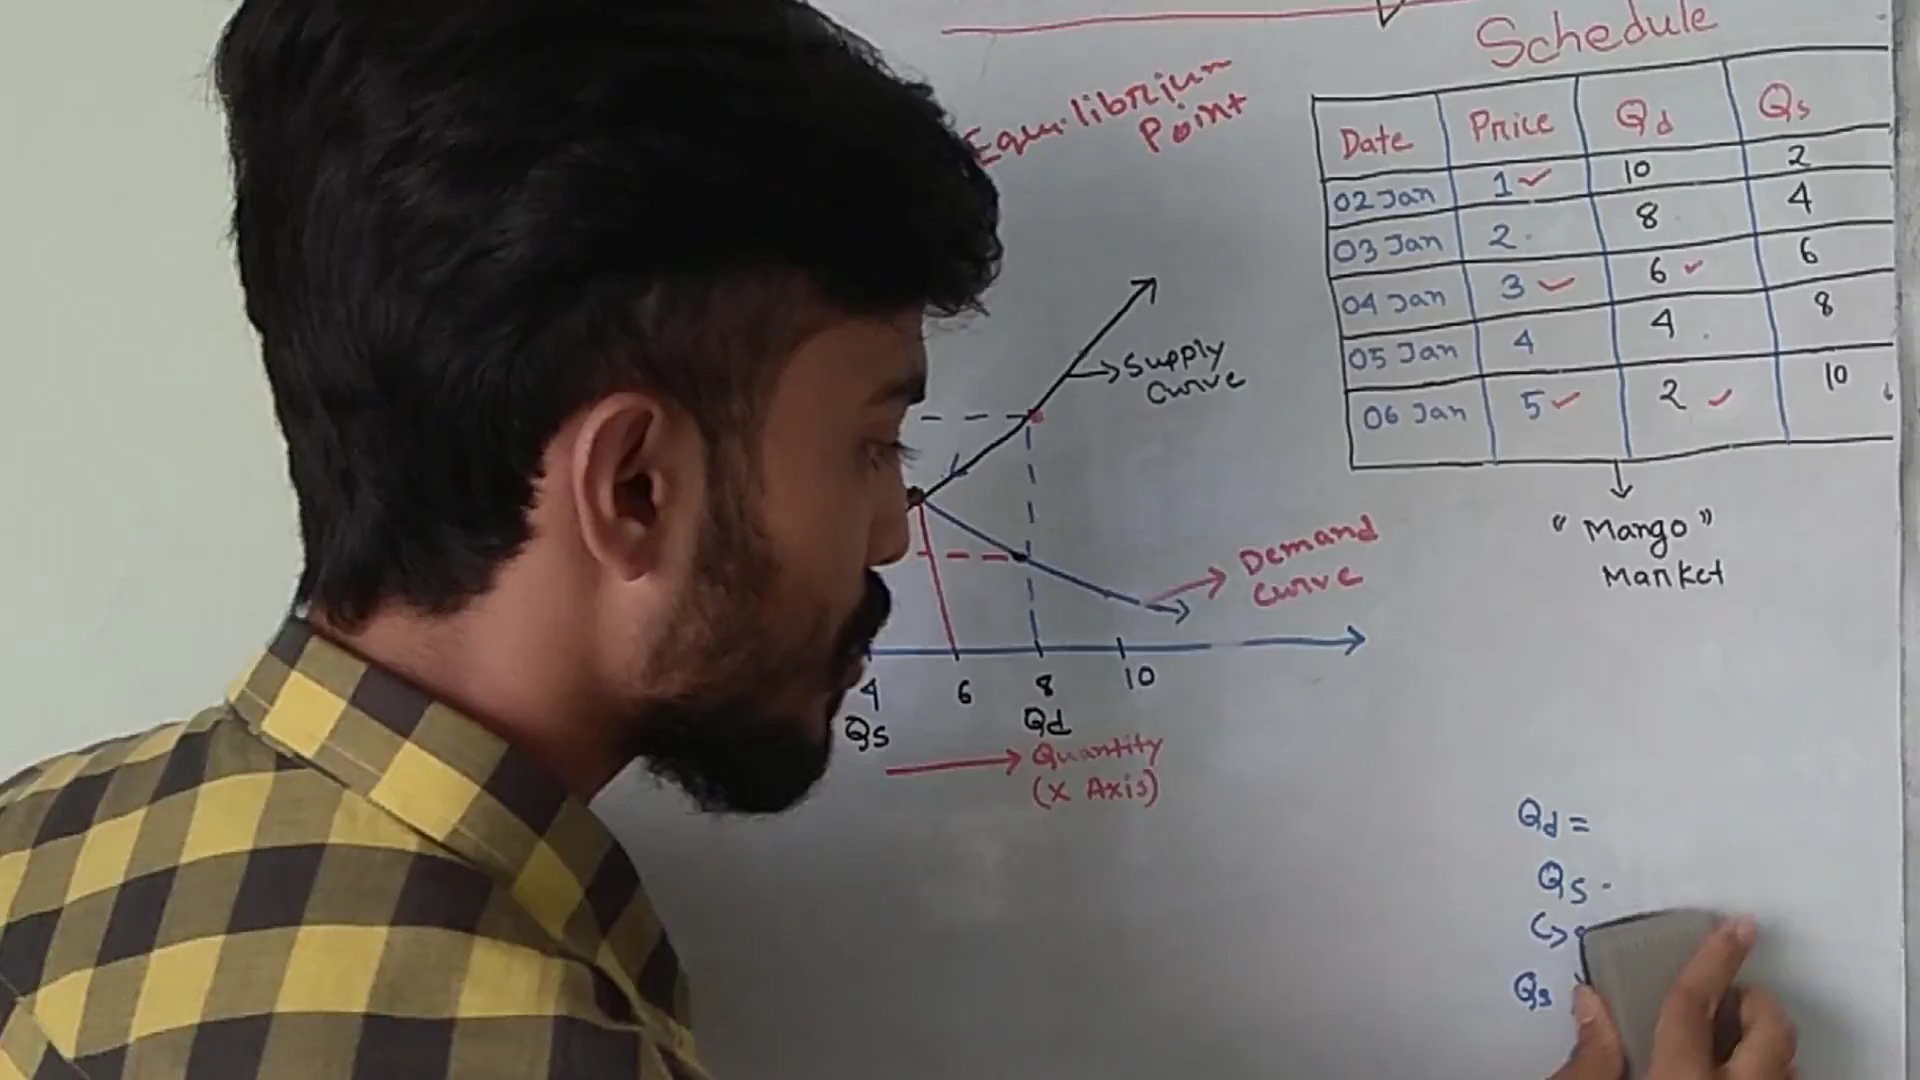 Schedule
Equilibrium
Point
Date Price Qd Qs
02 Jan 1 ✓ 10 2
03 Jan 2 8 4
04 Jan 3 ✓ 6 ✓ 6
05 Jan 4 4 8
06 Jan 5 ✓ 2 ✓ 10
Supply
Curve
"Mango"
Market
Demand
Curve
4 6 8 10
Qs Qd
Quantity
(X Axis)
Qd =
Qs
Qs